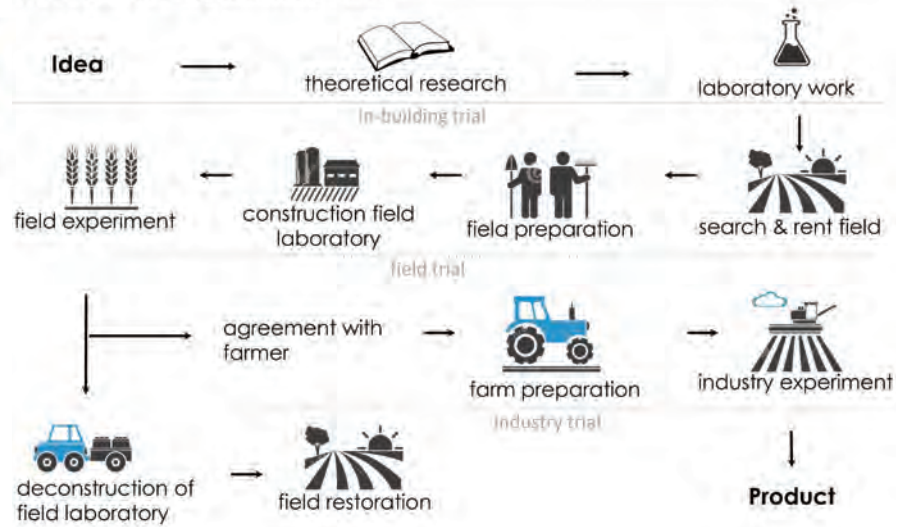 Idea
theoretical research
laboratory work
in-building trial
field experiment
construction field
laboratory
field preparation
search & rent field
field trial
agreement with
farmer
farm preparation
industry experiment
industry trial
deconstruction of
field laboratory
field restoration
Product